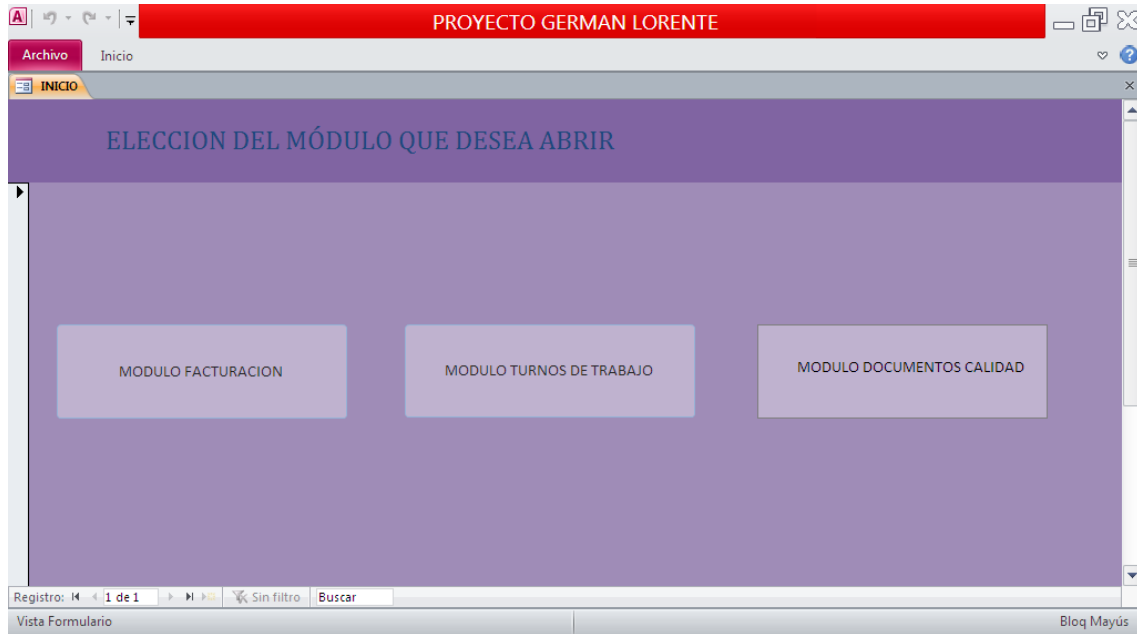 A
PROYECTO GERMAN LORENTE
Archivo Inicio
INICIO
ELECCION DEL MÓDULO QUE DESEA ABRIR
MODULO FACTURACION
MODULO TURNOS DE TRABAJO
MODULO DOCUMENTOS CALIDAD
Registro: 1 de 1 Sin filtro Buscar
Vista Formulario Bloq Mayús